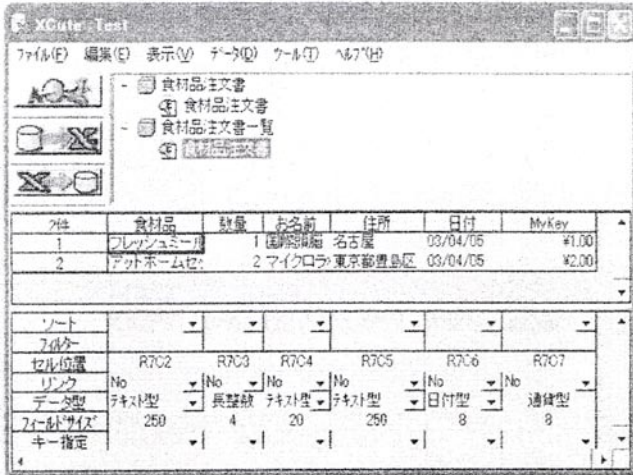 XCute - Test
ファイル(F) 編集(E) 表示(V) データ(D) ツール(T) ヘルプ(H)
食材品注文書
食材品注文書
食材品注文書一覧
食材品注文書
2件 食材品 数量 お名前 住所 日付 MyKey
1 フレッシュミール 1 名古屋 03/04/05 ¥1.00
2 アットホームセ 2 マイクロラ 東京都豊島区 03/04/05 ¥2.00
ソート
フィルター
セル位置 R7C2 R7C3 R7C4 R7C5 R7C6 R7C7
リンク No No No No No No
データ型 テキスト型 長整数 テキスト型 テキスト型 日付型 通貨型
フィールドサイズ 250 4 20 250 8 8
キー指定